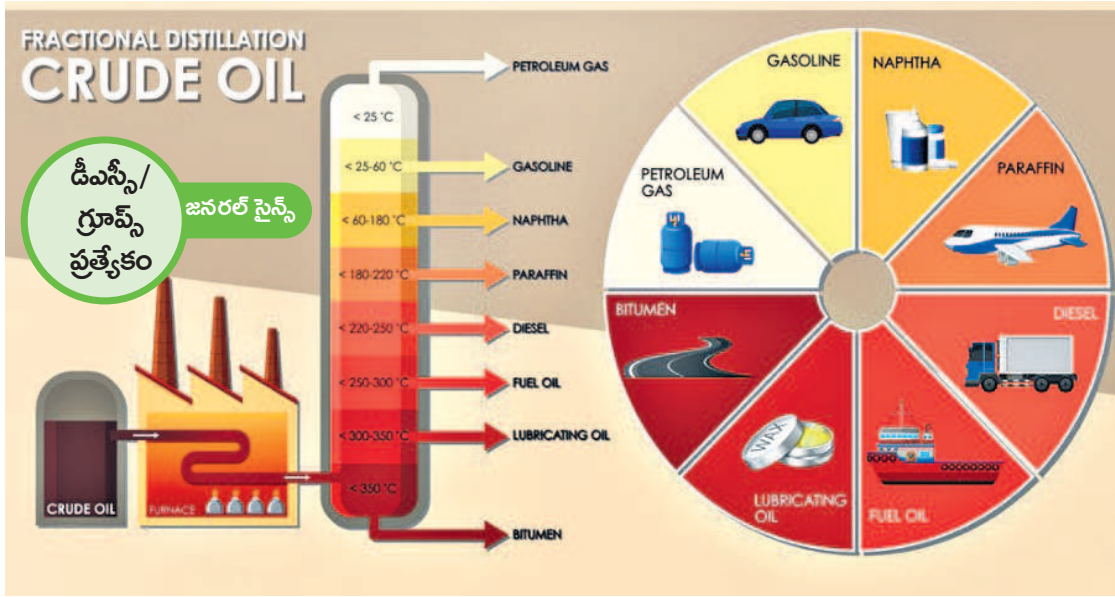 FRACTIONAL DISTILLATION
CRUDE OIL
డీఎస్సీ/
గ్రూప్స్
ప్రత్యేకం
జనరల్ సైన్స్
CRUDE OIL
FURNACE
< 25 °C
< 25-60 °C
< 60-180 °C
< 180-220 °C
< 220-250 °C
< 250-300 °C
< 300-350 °C
< 350 °C
PETROLEUM GAS
GASOLINE
NAPHTHA
PARAFFIN
DIESEL
FUEL OIL
LUBRICATING OIL
BITUMEN
GASOLINE
NAPHTHA
PETROLEUM
GAS
PARAFFIN
BITUMEN
DIESEL
WAX
LUBRICATING
OIL
FUEL OIL